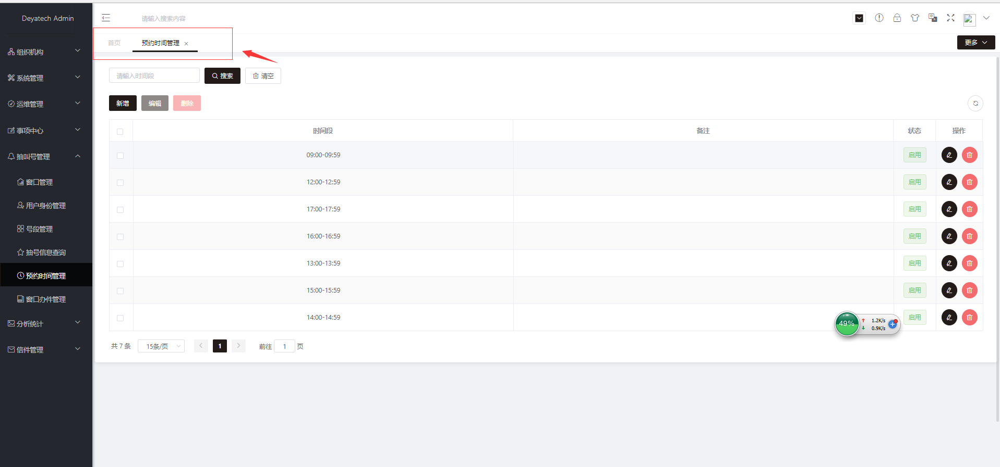 Deyatech Admin
请输入搜索内容
首页
预约时间管理 ×
更多
组织机构
系统管理
运维管理
事项中心
抽叫号管理
窗口管理
用户身份管理
号段管理
抽号信息查询
预约时间管理
窗口办件管理
分析统计
信件管理
请输入时间段
搜索
清空
新增
编辑
删除
时间段 备注 状态 操作
09:00-09:59 启用
12:00-12:59 启用
17:00-17:59 启用
16:00-16:59 启用
13:00-13:59 启用
15:00-15:59 启用
14:00-14:59 启用
49%
1.2K/s
0.9K/s
共 7 条 15条/页 1 前往 1 页